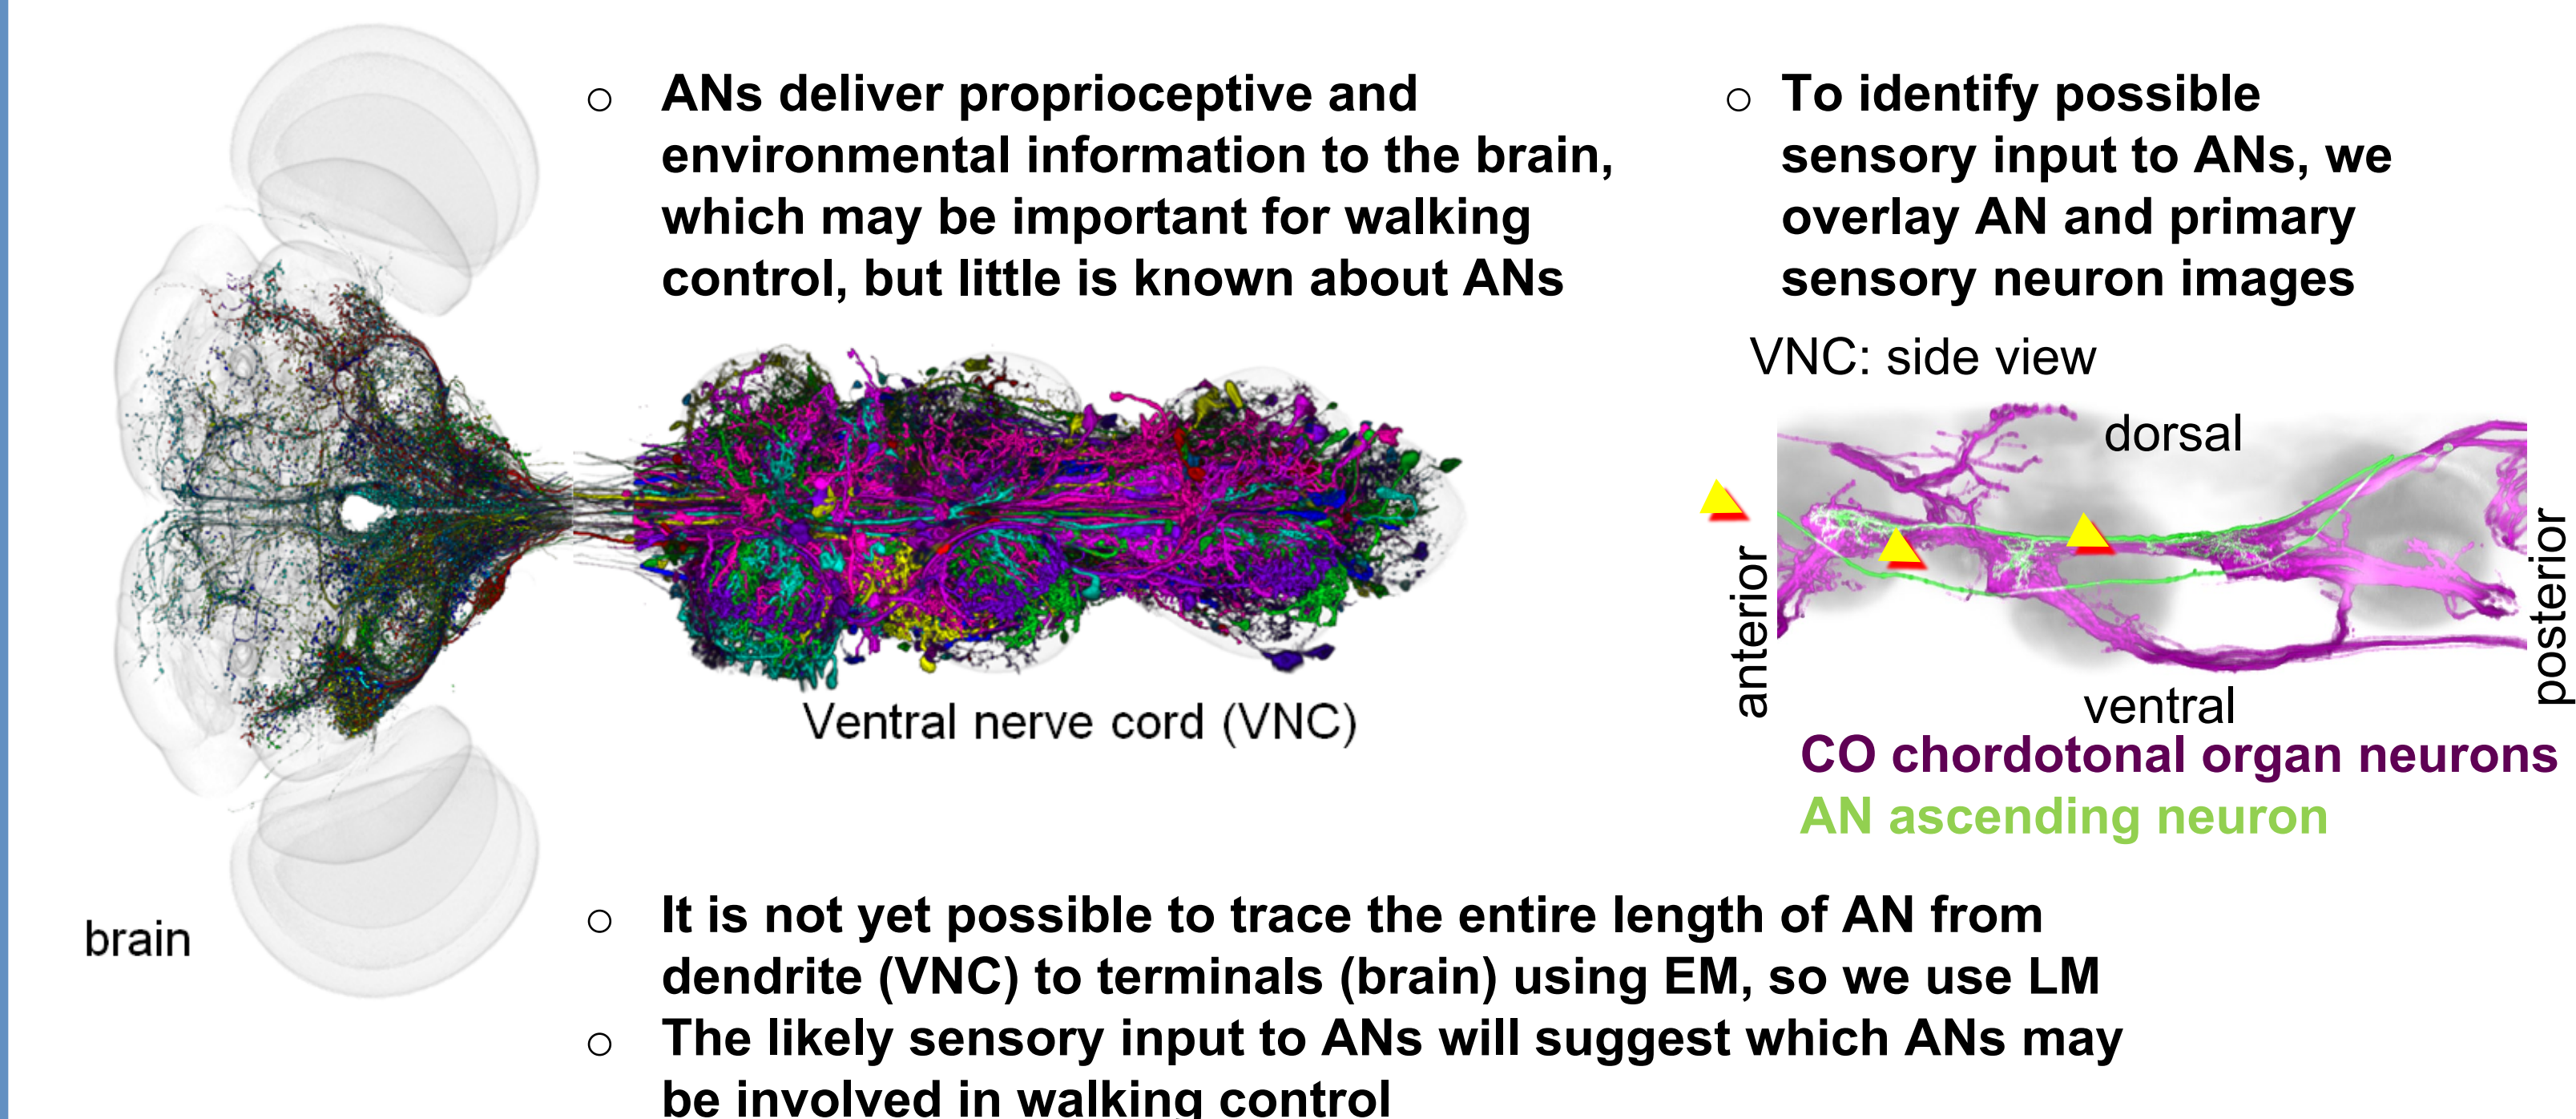 ○ ANs deliver proprioceptive and
environmental information to the brain,
which may be important for walking
control, but little is known about ANs
○ To identify possible
sensory input to ANs, we
overlay AN and primary
sensory neuron images
VNC: side view
dorsal
anterior
posterior
ventral
CO chordotonal organ neurons
AN ascending neuron
Ventral nerve cord (VNC)
brain
○ It is not yet possible to trace the entire length of AN from
dendrite (VNC) to terminals (brain) using EM, so we use LM
○ The likely sensory input to ANs will suggest which ANs may
be involved in walking control